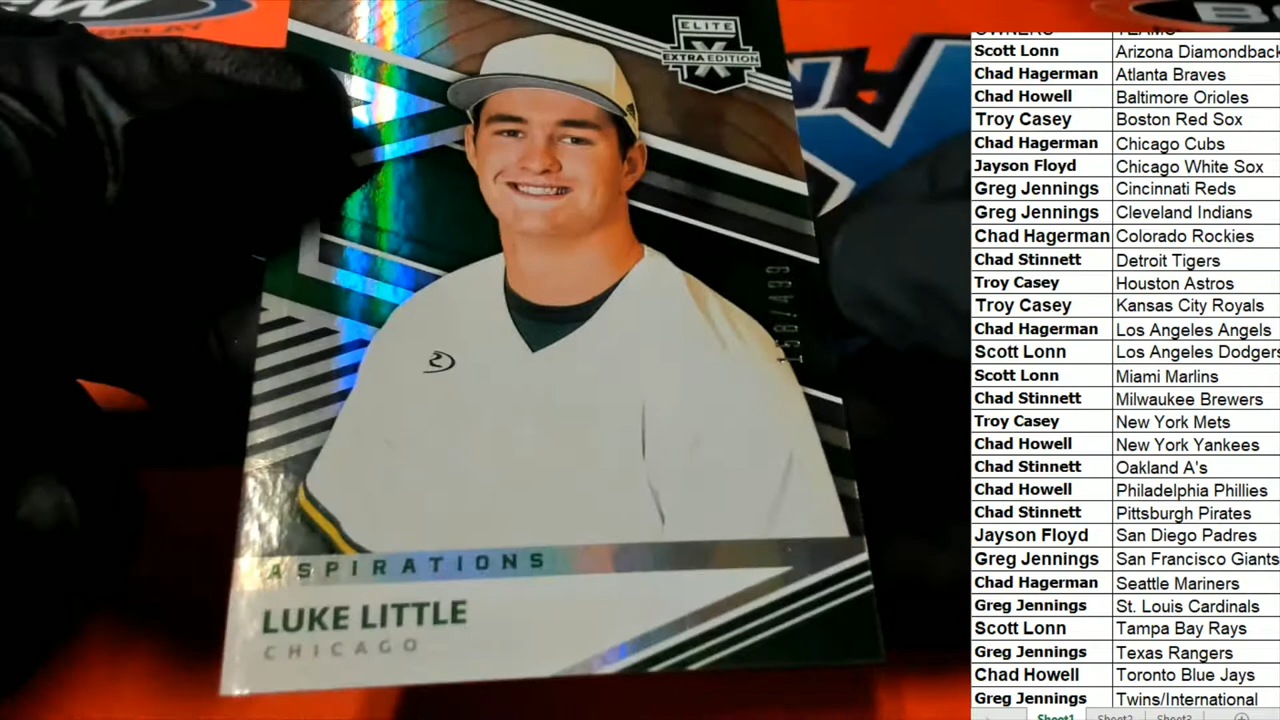 ELITE
EXTRA EDITION
X
158/499
ASPIRATIONS
LUKE LITTLE
CHICAGO
OWNERS TEAMS
Scott Lonn Arizona Diamondback
Chad Hagerman Atlanta Braves
Chad Howell Baltimore Orioles
Troy Casey Boston Red Sox
Chad Hagerman Chicago Cubs
Jayson Floyd Chicago White Sox
Greg Jennings Cincinnati Reds
Greg Jennings Cleveland Indians
Chad Hagerman Colorado Rockies
Chad Stinnett Detroit Tigers
Troy Casey Houston Astros
Troy Casey Kansas City Royals
Chad Hagerman Los Angeles Angels
Scott Lonn Los Angeles Dodgers
Scott Lonn Miami Marlins
Chad Stinnett Milwaukee Brewers
Troy Casey New York Mets
Chad Howell New York Yankees
Chad Stinnett Oakland A's
Chad Howell Philadelphia Phillies
Chad Stinnett Pittsburgh Pirates
Jayson Floyd San Diego Padres
Greg Jennings San Francisco Giants
Chad Hagerman Seattle Mariners
Greg Jennings St. Louis Cardinals
Scott Lonn Tampa Bay Rays
Greg Jennings Texas Rangers
Chad Howell Toronto Blue Jays
Greg Jennings Twins/International
Sheet1 Sheet2 Sheet3